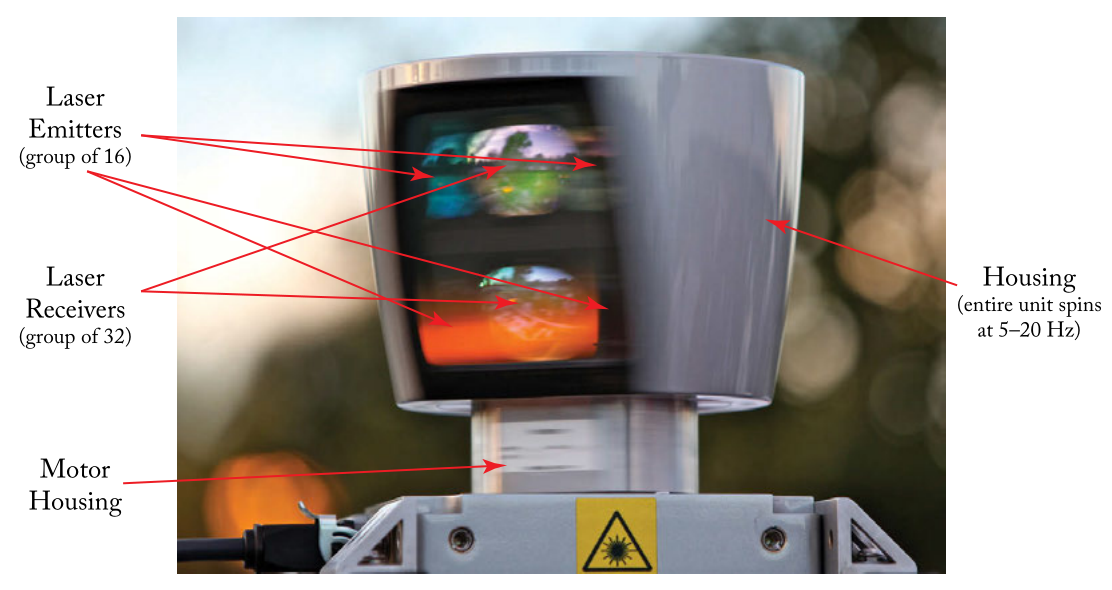 Laser
Emitters
(group of 16)
Laser
Receivers
(group of 32)
Motor
Housing
Housing
(entire unit spins
at 5–20 Hz)